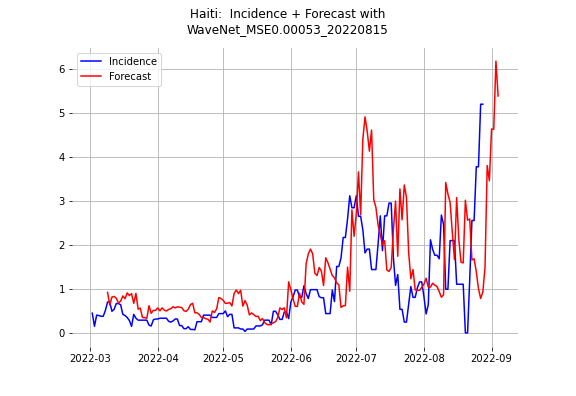 Haiti:  Incidence + Forecast with
WaveNet_MSE0.00053_20220815
Incidence
Forecast
6
5
4
3
2
1
0
2022-03 2022-04 2022-05 2022-06 2022-07 2022-08 2022-09